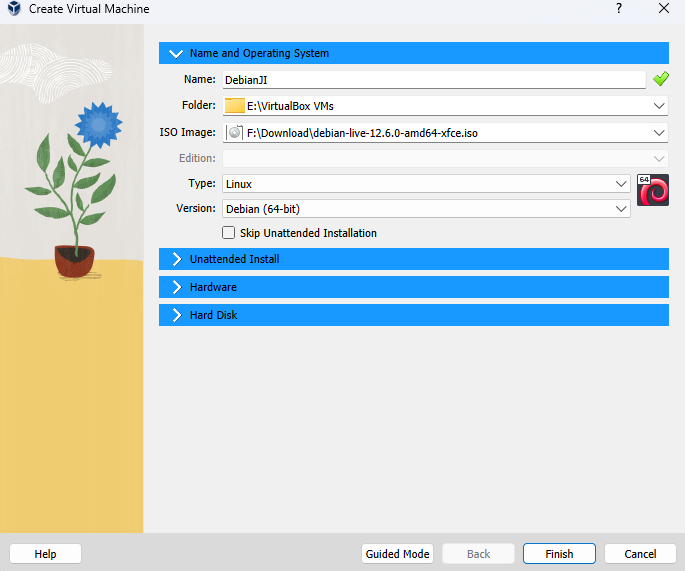 Create Virtual Machine
?
Name and Operating System
Name: DebianJI
Folder: E:\VirtualBox VMs
ISO Image: F:\Download\debian-live-12.6.0-amd64-xfce.iso
Edition:
Type: Linux
64
Version: Debian (64-bit)
Skip Unattended Installation
Unattended Install
Hardware
Hard Disk
Help Guided Mode Back Finish Cancel